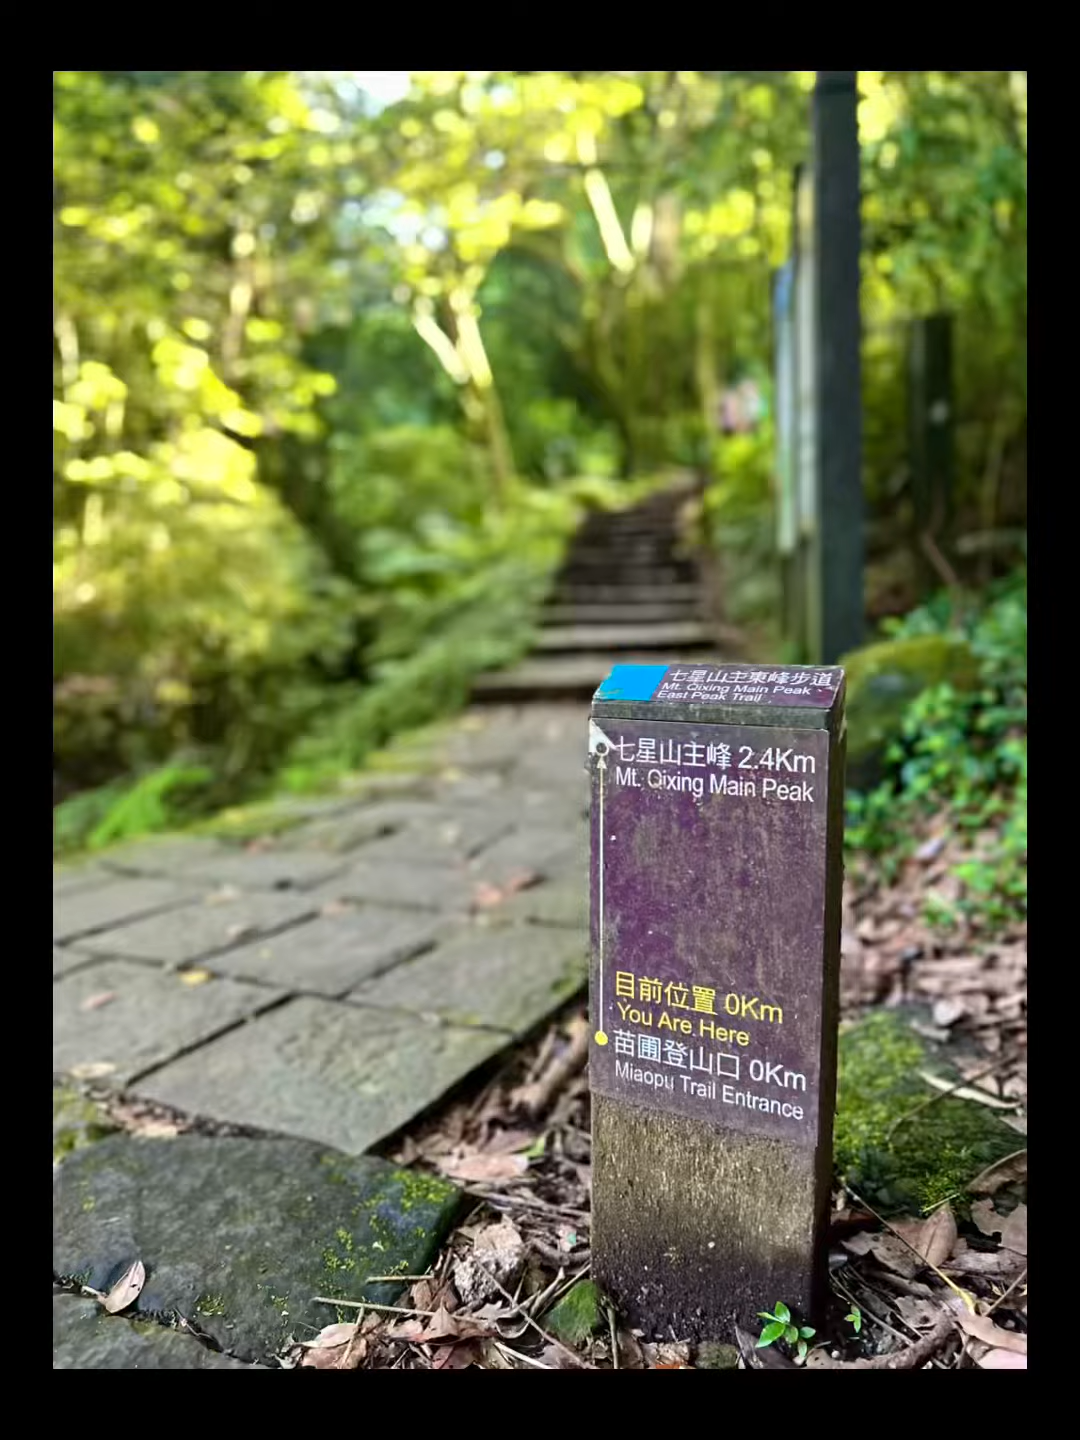 七星山主東峰步道
Mt. Qixing Main Peak
East Peak Trail
七星山主峰 2.4Km
Mt. Qixing Main Peak
目前位置 0Km
You Are Here
苗圃登山口 0Km
Miaopu Trail Entrance